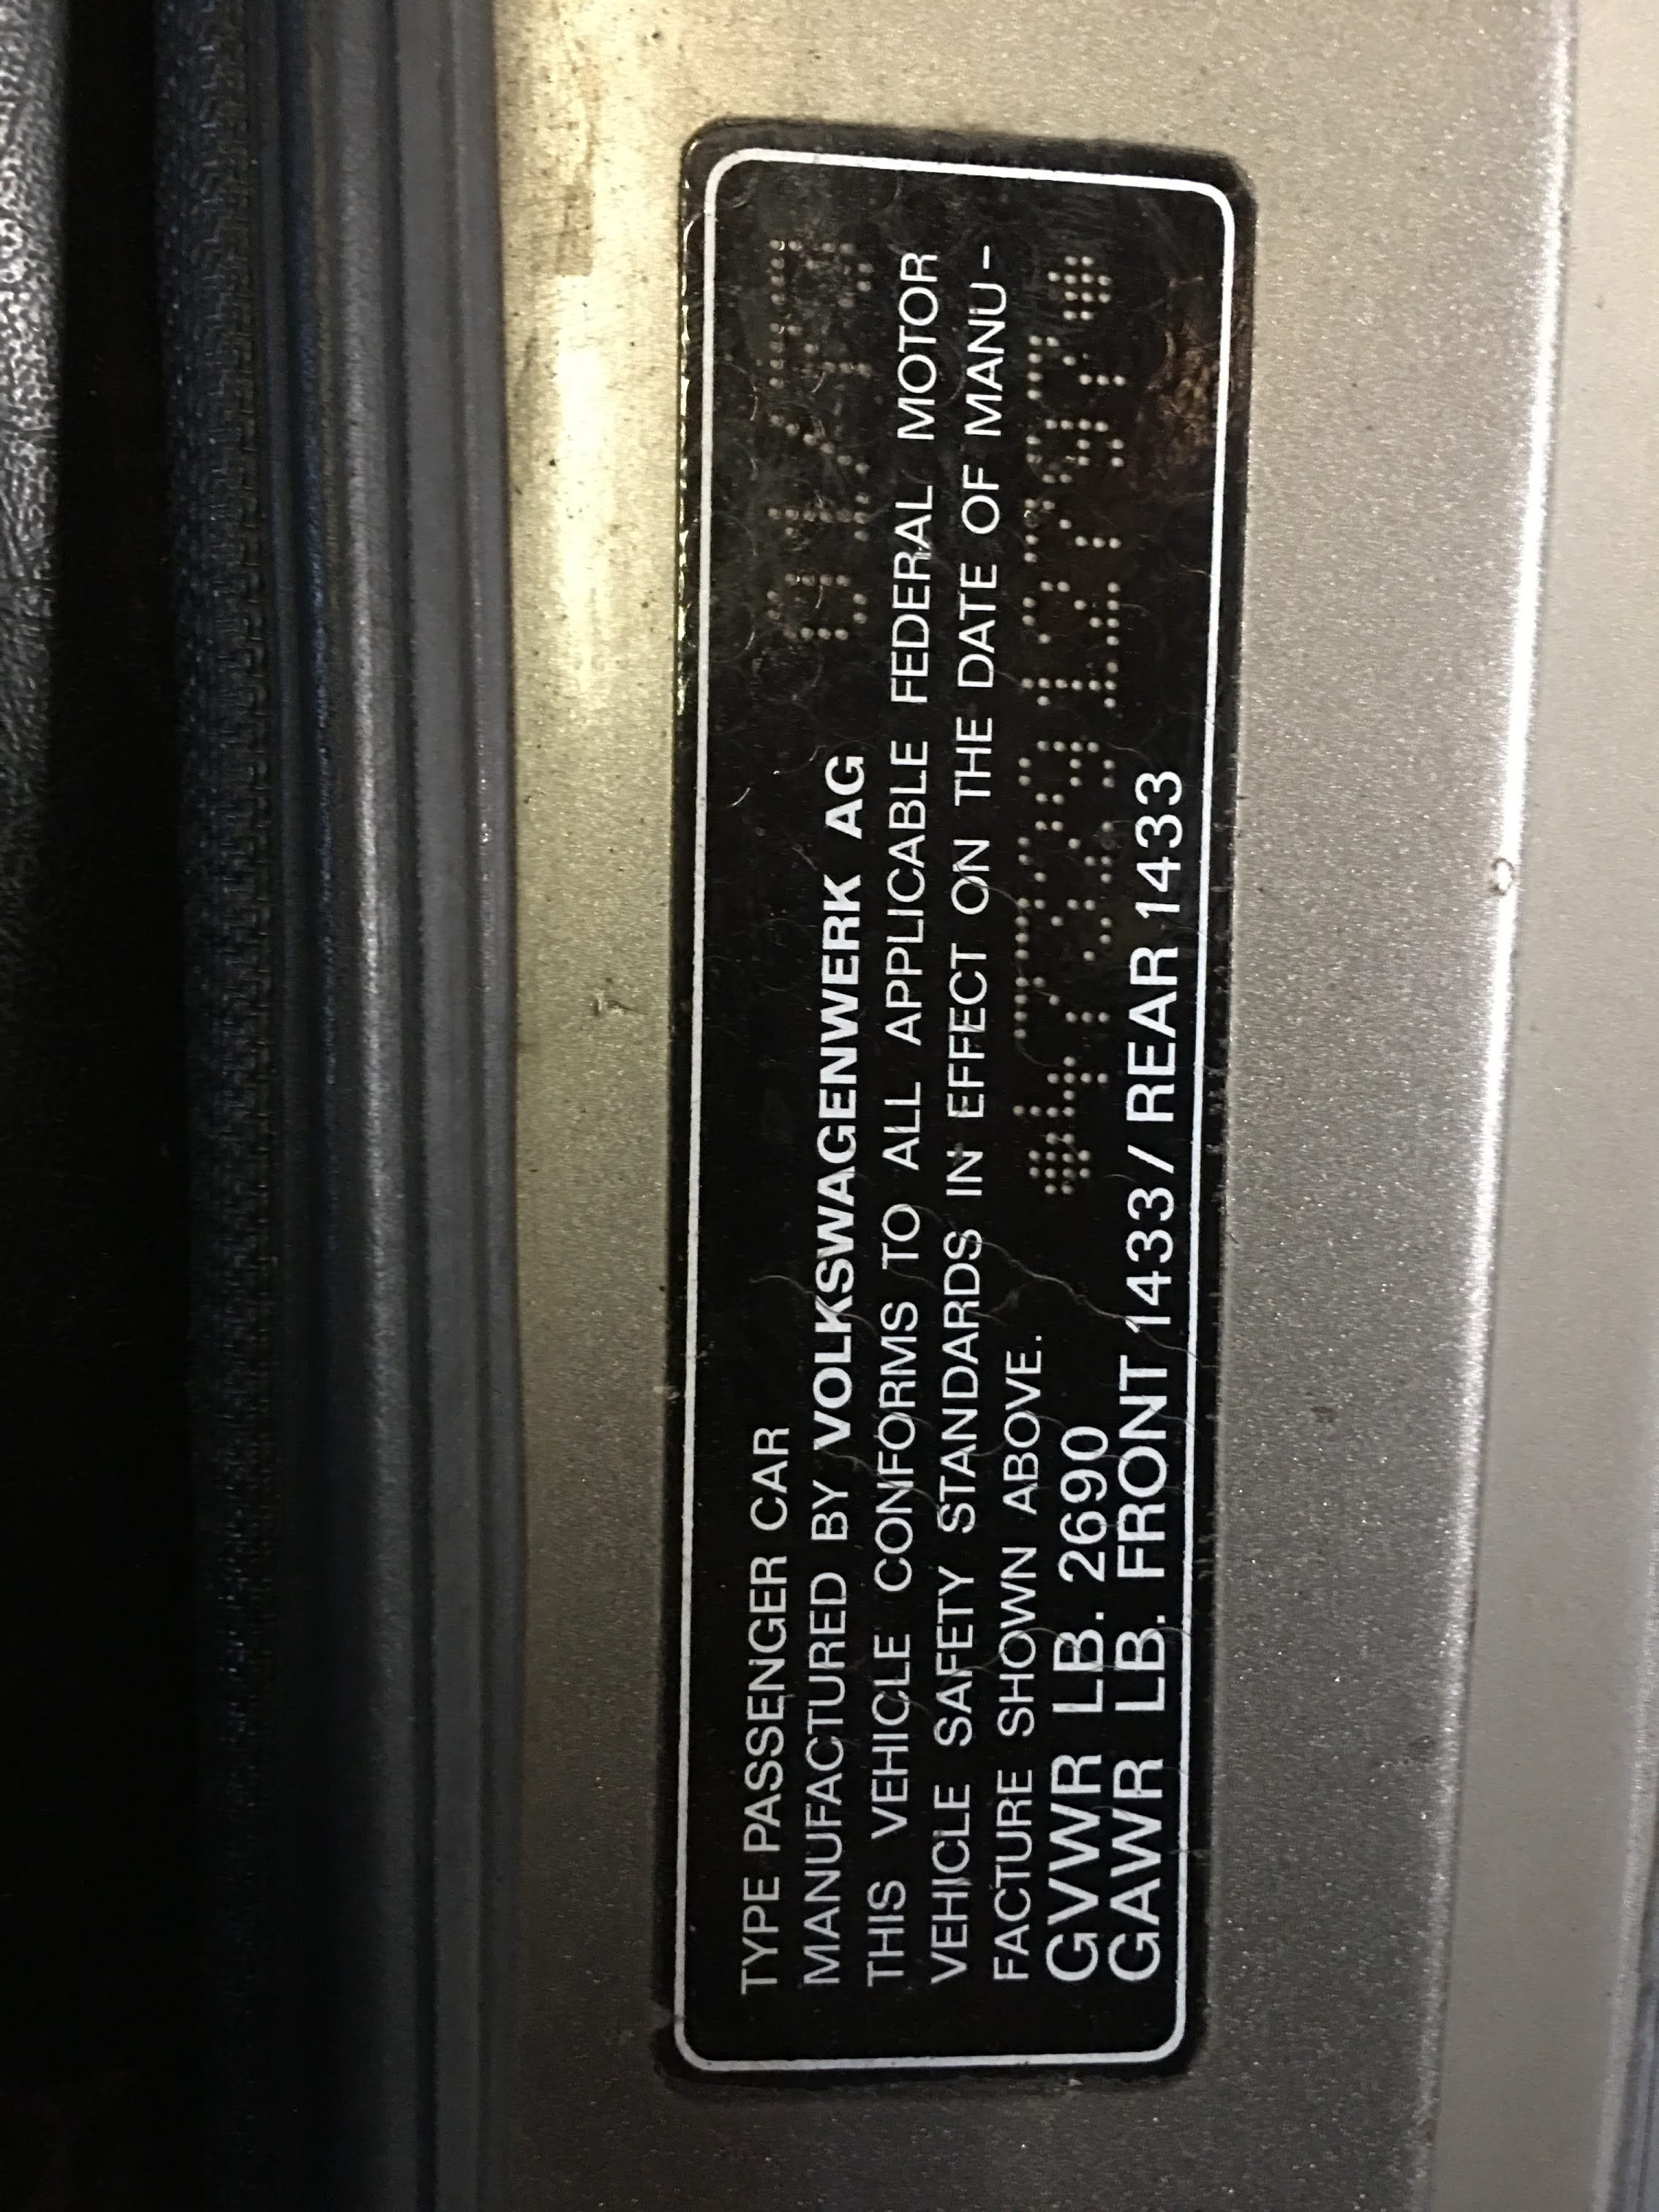 TYPE PASSENGER CAR
MANUFACTURED BY VOLKSWAGENWERK AG
THIS VEHICLE CONFORMS TO ALL APPLICABLE FEDERAL MOTOR
VEHICLE SAFETY STANDARDS IN EFFECT ON THE DATE OF MANU-
FACTURE SHOWN ABOVE.
GVWR LB. 2690
GAWR LB. FRONT 1433/REAR 1433